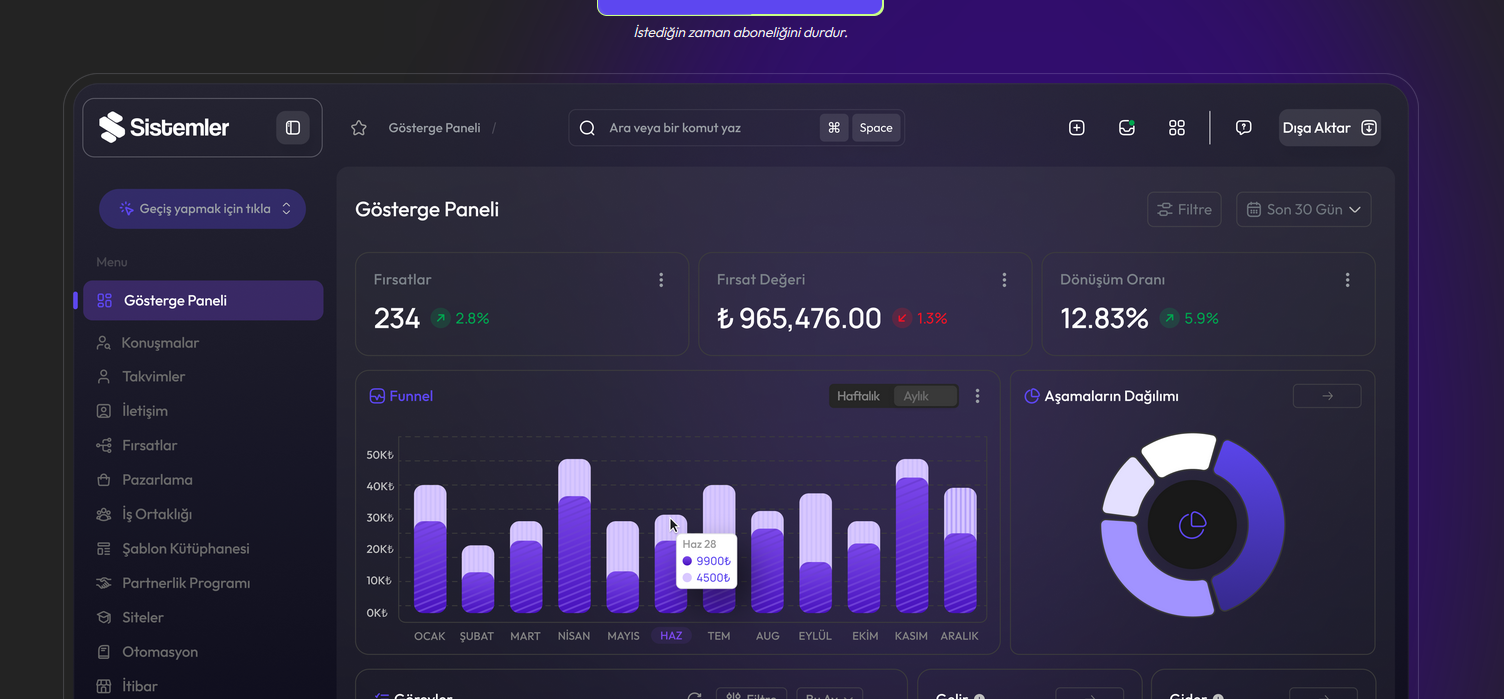 İstediğin zaman aboneliğini durdur.
Sistemler
Gösterge Paneli /
Ara veya bir komut yaz
⌘ Space
Dışa Aktar
Geçiş yapmak için tıkla
Gösterge Paneli
Filtre
Son 30 Gün
Menu
Gösterge Paneli
Konuşmalar
Takvimler
İletişim
Fırsatlar
Pazarlama
İş Ortaklığı
Şablon Kütüphanesi
Partnerlik Programı
Siteler
Otomasyon
İtibar
Fırsatlar
234 2.8%
Fırsat Değeri
₺ 965,476.00 1.3%
Dönüşüm Oranı
12.83% 5.9%
Funnel
Haftalık Aylık
50K₺
40K₺
30K₺
20K₺
10K₺
0K₺
Haz 28
9900₺
4500₺
OCAK ŞUBAT MART NİSAN MAYIS HAZ TEM AUG EYLÜL EKİM KASIM ARALIK
Aşamaların Dağılımı
Görevler
Filtre
Bu Ay
Gelir
Gider